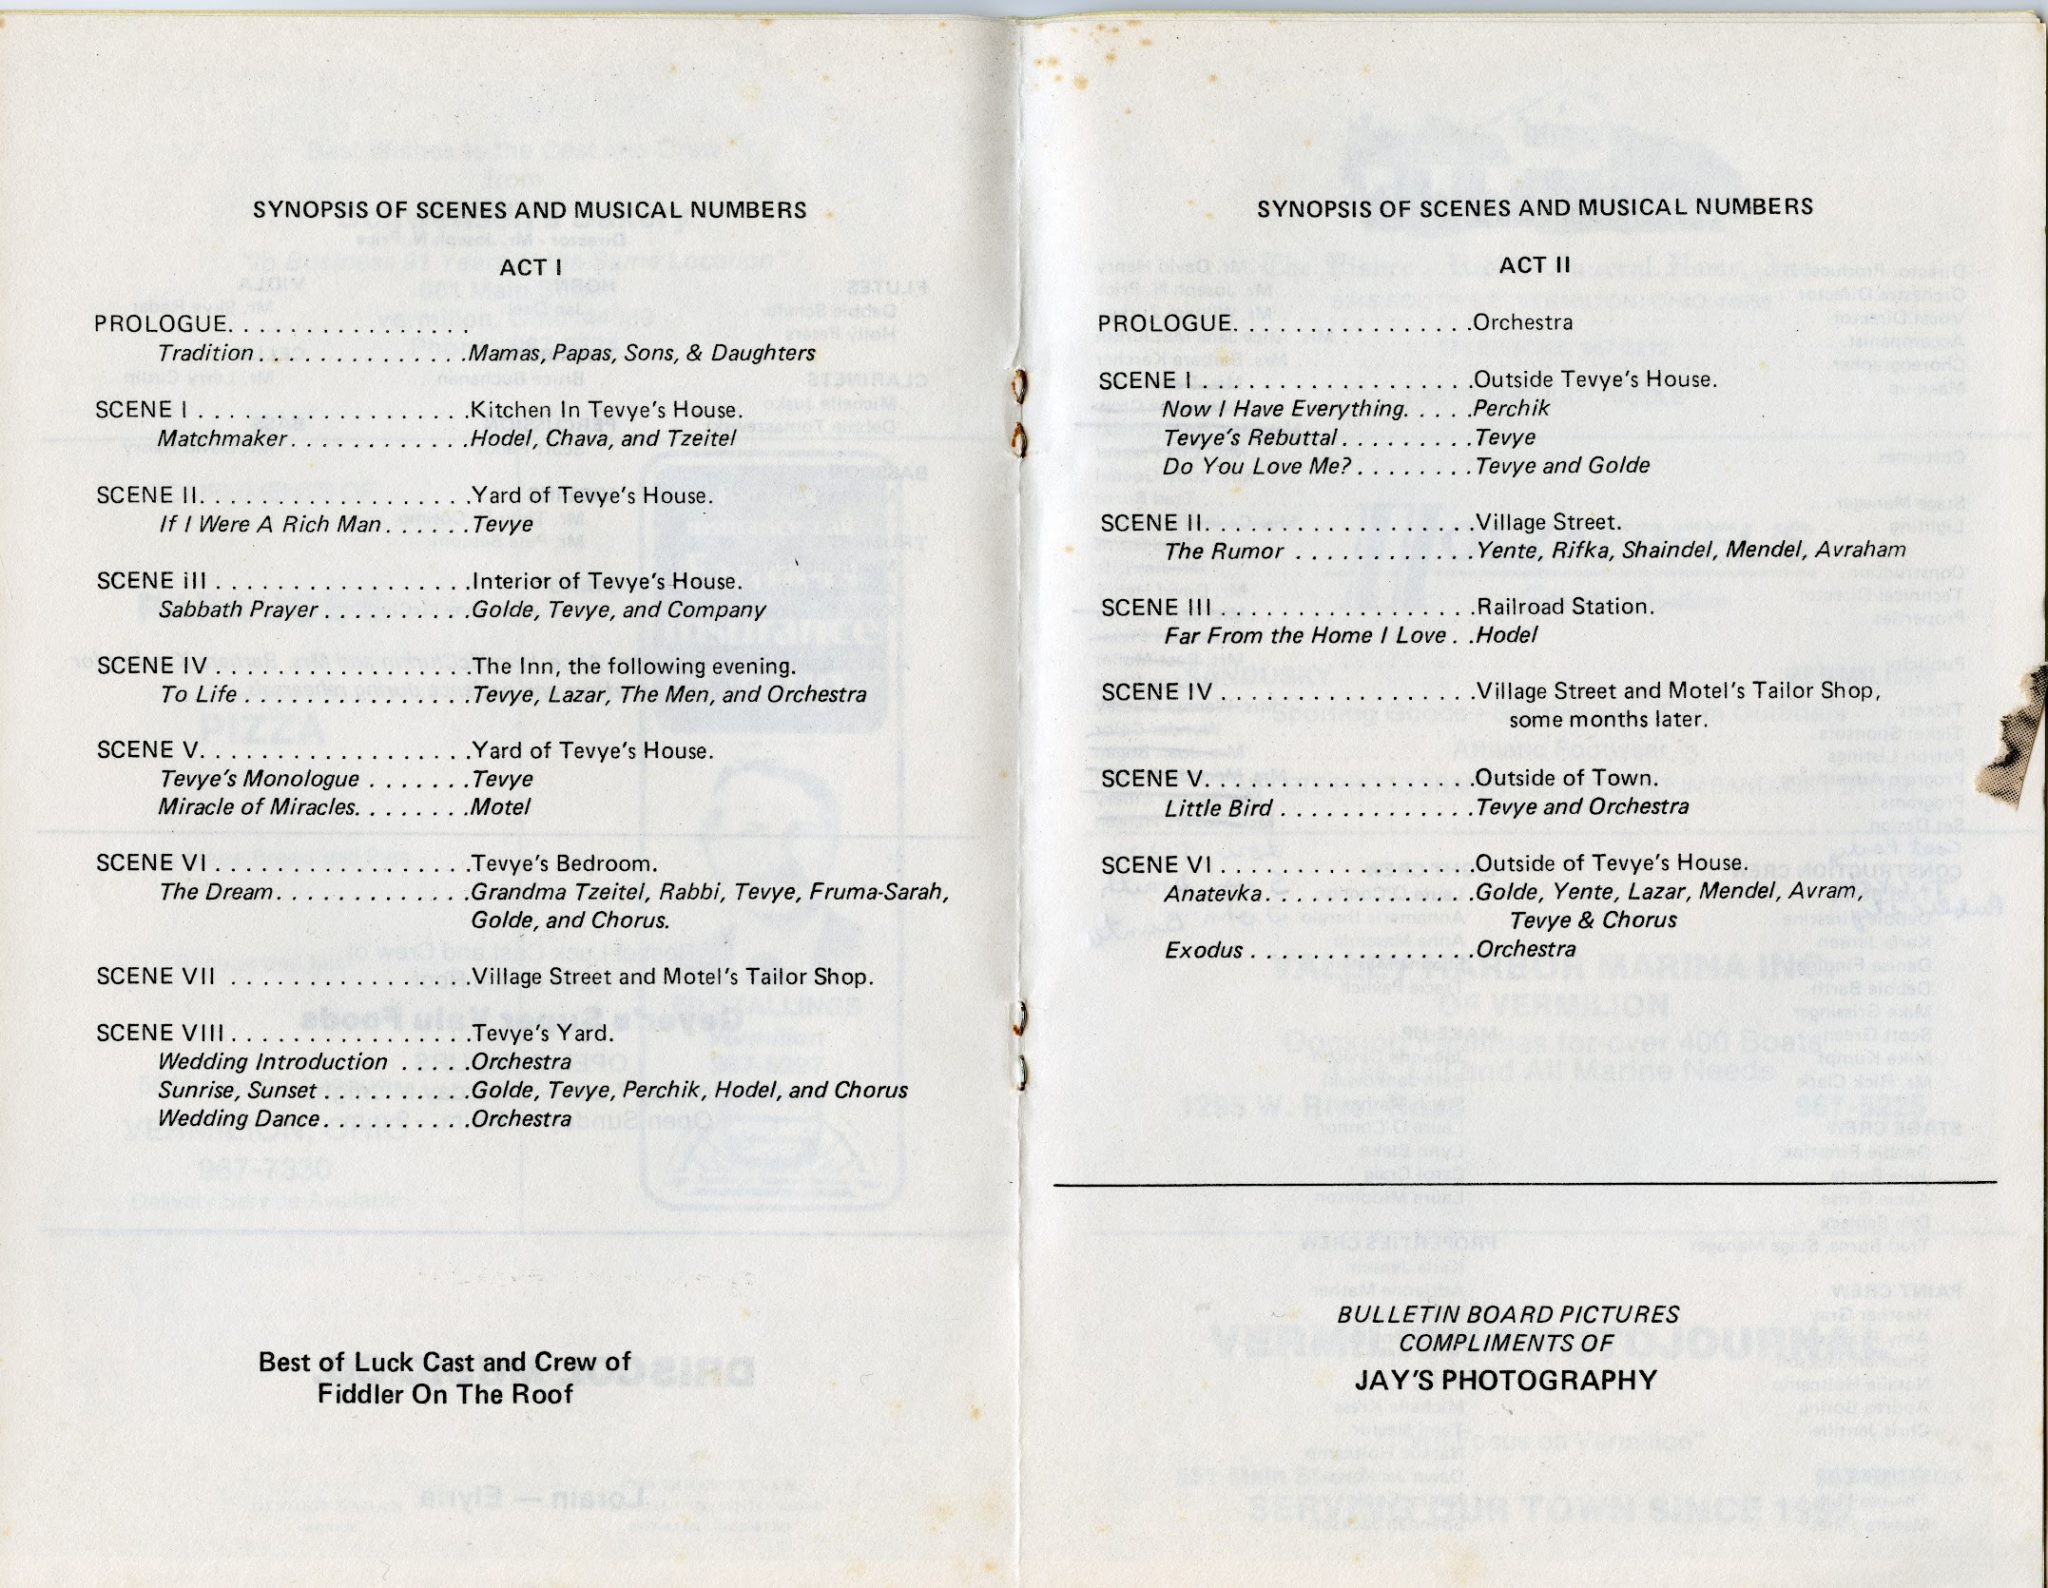 SYNOPSIS OF SCENES AND MUSICAL NUMBERS
ACT I
PROLOGUE. . . . . . . . . . . . . . . .
Tradition . . . . . . . . . . . . . .Mamas, Papas, Sons, & Daughters
SCENE I . . . . . . . . . . . . . . . . . .Kitchen In Tevye's House.
Matchmaker. . . . . . . . . . . .Hodel, Chava, and Tzeitel
SCENE II. . . . . . . . . . . . . . . . . .Yard of Tevye's House.
If I Were A Rich Man . . . . . .Tevye
SCENE iII . . . . . . . . . . . . . . . . .Interior of Tevye's House.
Sabbath Prayer . . . . . . . . . .Golde, Tevye, and Company
SCENE IV . . . . . . . . . . . . . . . . .The Inn, the following evening.
To Life . . . . . . . . . . . . . . .Tevye, Lazar, The Men, and Orchestra
SCENE V. . . . . . . . . . . . . . . . . .Yard of Tevye's House.
Tevye's Monologue . . . . . . .Tevye
Miracle of Miracles. . . . . . . .Motel
SCENE VI . . . . . . . . . . . . . . . . .Tevye's Bedroom.
The Dream. . . . . . . . . . . . .Grandma Tzeitel, Rabbi, Tevye, Fruma-Sarah,
Golde, and Chorus.
SCENE VII . . . . . . . . . . . . . . . .Village Street and Motel's Tailor Shop.
SCENE VIII. . . . . . . . . . . . . . . .Tevye's Yard.
Wedding Introduction . . . . .Orchestra
Sunrise, Sunset . . . . . . . . . .Golde, Tevye, Perchik, Hodel, and Chorus
Wedding Dance. . . . . . . . . .Orchestra
Best of Luck Cast and Crew of
Fiddler On The Roof
SYNOPSIS OF SCENES AND MUSICAL NUMBERS
ACT II
PROLOGUE. . . . . . . . . . . . . . . .Orchestra
SCENE I . . . . . . . . . . . . . . . . . .Outside Tevye's House.
Now I Have Everything. . . . .Perchik
Tevye's Rebuttal . . . . . . . . .Tevye
Do You Love Me? . . . . . . . .Tevye and Golde
SCENE II. . . . . . . . . . . . . . . . . .Village Street.
The Rumor . . . . . . . . . . . .Yente, Rifka, Shaindel, Mendel, Avraham
SCENE III . . . . . . . . . . . . . . . . .Railroad Station.
Far From the Home I Love . .Hodel
SCENE IV . . . . . . . . . . . . . . . . .Village Street and Motel's Tailor Shop,
some months later.
SCENE V. . . . . . . . . . . . . . . . . .Outside of Town.
Little Bird . . . . . . . . . . . . .Tevye and Orchestra
SCENE VI . . . . . . . . . . . . . . . . .Outside of Tevye's House.
Anatevka. . . . . . . . . . . . . .Golde, Yente, Lazar, Mendel, Avram,
Tevye & Chorus
Exodus . . . . . . . . . . . . . . .Orchestra
BULLETIN BOARD PICTURES
COMPLIMENTS OF
JAY'S PHOTOGRAPHY